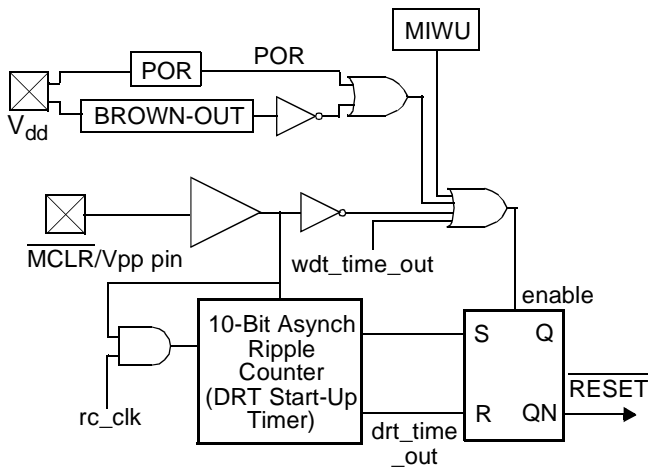 MIWU
POR
POR
BROWN-OUT
Vdd
MCLR/Vpp pin
wdt_time_out
enable
10-Bit Asynch
Ripple
Counter
(DRT Start-Up
Timer)
S
Q
RESET
rc_clk
R
QN
drt_time
_out